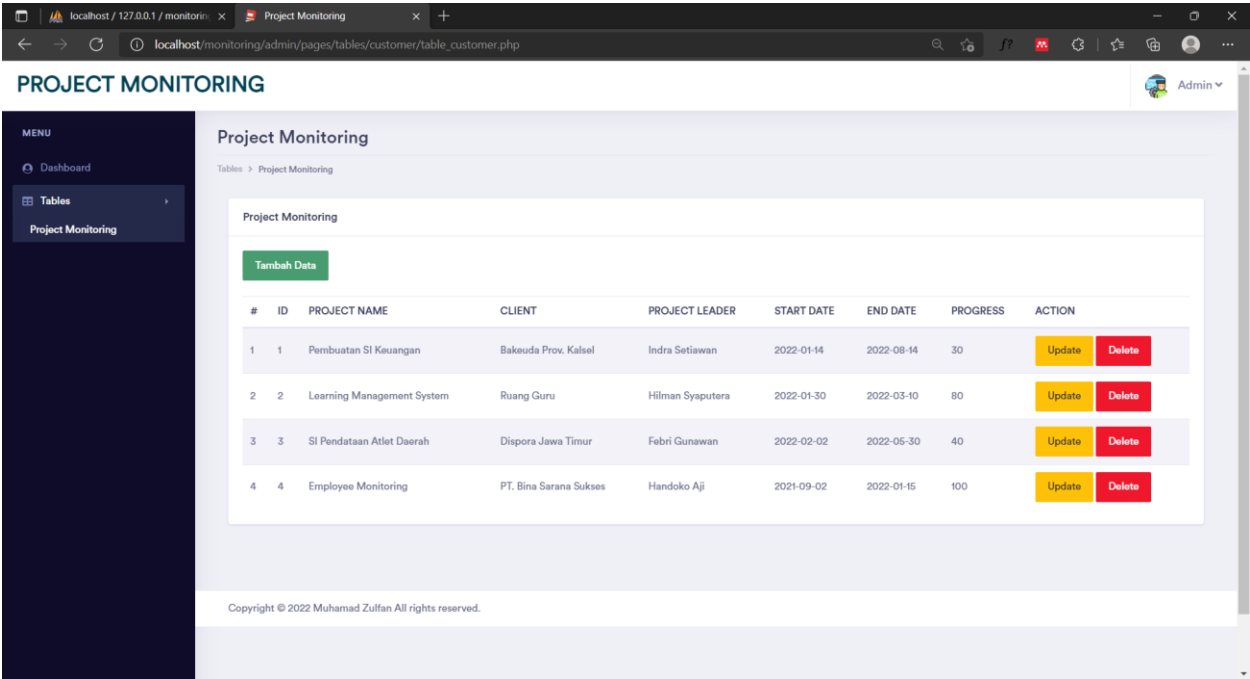 localhost / 127.0.0.1 / monitorin
Project Monitoring
localhost/monitoring/admin/pages/tables/customer/table_customer.php
PROJECT MONITORING
Admin
MENU
Dashboard
Tables
Project Monitoring
Project Monitoring
Tables > Project Monitoring
Project Monitoring
Tambah Data
# ID PROJECT NAME CLIENT PROJECT LEADER START DATE END DATE PROGRESS ACTION
1 1 Pembuatan SI Keuangan Bakeuda Prov. Kalsel Indra Setiawan 2022-01-14 2022-08-14 30 Update Delete
2 2 Learning Management System Ruang Guru Hilman Syaputera 2022-01-30 2022-03-10 80 Update Delete
3 3 SI Pendataan Atlet Daerah Dispora Jawa Timur Febri Gunawan 2022-02-02 2022-05-30 40 Update Delete
4 4 Employee Monitoring PT. Bina Sarana Sukses Handoko Aji 2021-09-02 2022-01-15 100 Update Delete
Copyright © 2022 Muhamad Zulfan All rights reserved.